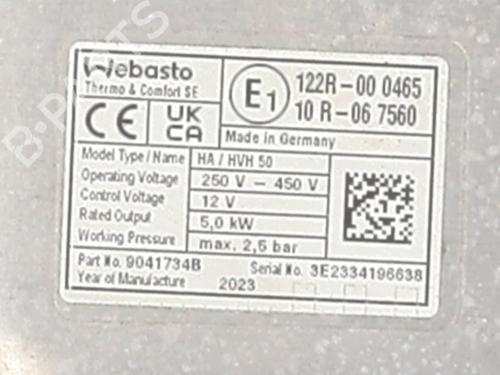 Webasto
Thermo & Comfort SE
CE
UK
CA
E1
122R-00 0465
10 R-06 7560
Made in Germany
Model Type / Name HA / HVH 50
Operating Voltage 250 V – 450 V
Control Voltage 12 V
Rated Output 5,0 kW
Working Pressure max. 2,5 bar
Part No. 9041734B Serial No. 3E2334196638
Year of Manufacture 2023
B-PARTS